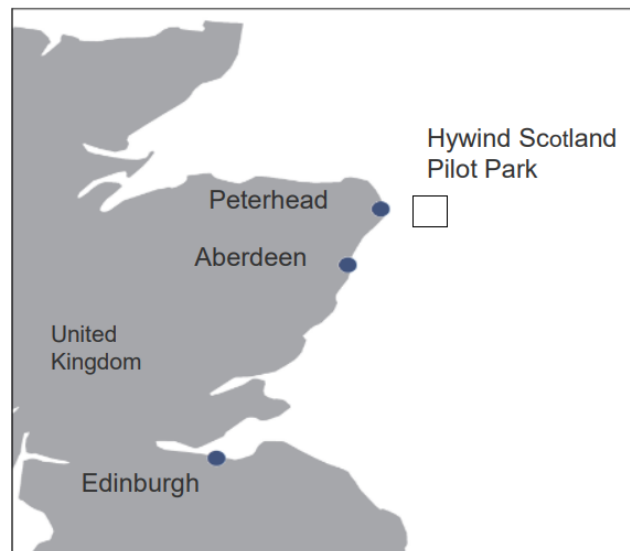 Hywind Scotland
Pilot Park
Peterhead
Aberdeen
United
Kingdom
Edinburgh